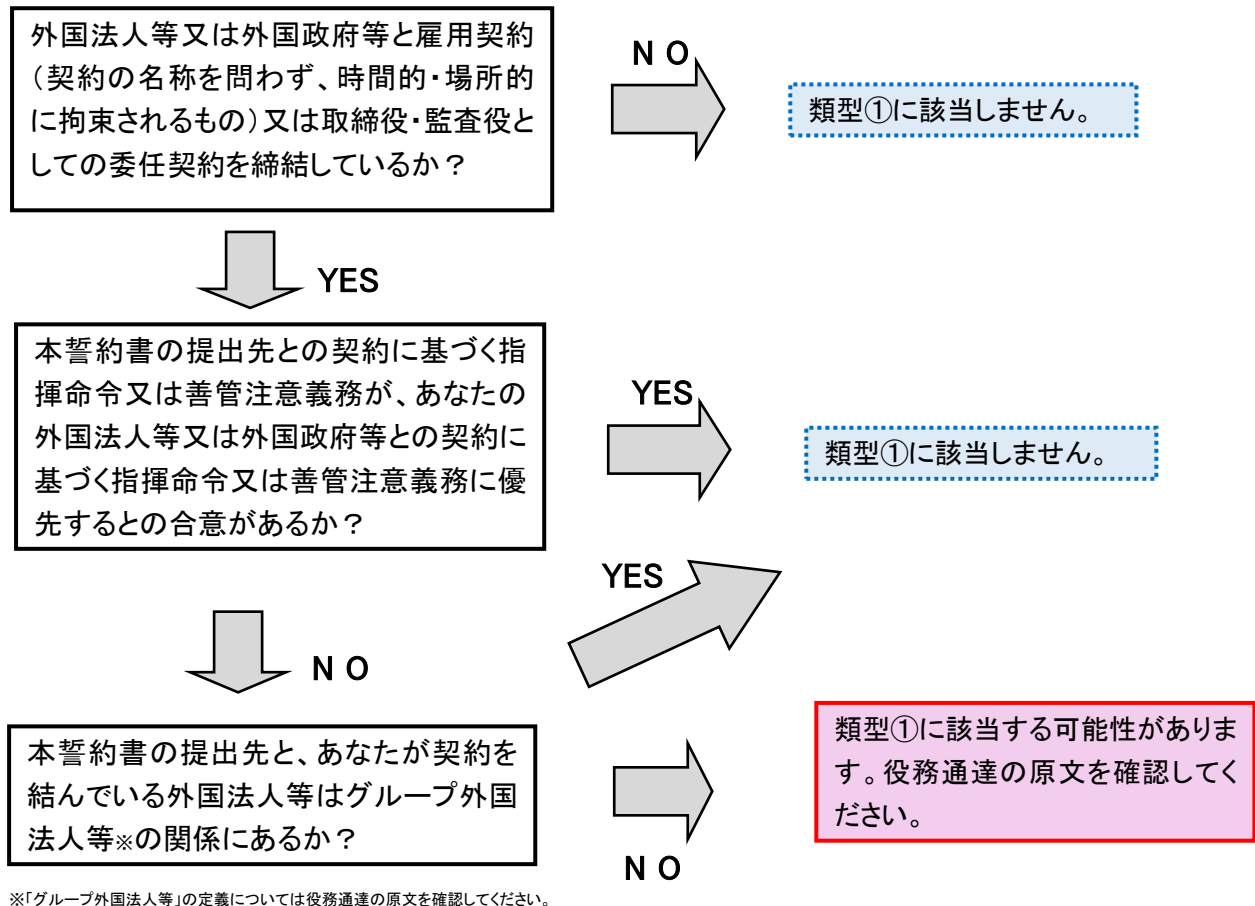 外国法人等又は外国政府等と雇用契約
(契約の名称を問わず、時間的・場所的
に拘束されるもの)又は取締役・監査役と
しての委任契約を締結しているか？
ＮＯ
類型①に該当しません。
YES
本誓約書の提出先との契約に基づく指
揮命令又は善管注意義務が、あなたの
外国法人等又は外国政府等との契約に
基づく指揮命令又は善管注意義務に優
先するとの合意があるか？
YES
類型①に該当しません。
YES
ＮＯ
本誓約書の提出先と、あなたが契約を
結んでいる外国法人等はグループ外国
法人等※の関係にあるか？
ＮＯ
類型①に該当する可能性がありま
す。役務通達の原文を確認してく
ださい。
※「グループ外国法人等」の定義については役務通達の原文を確認してください。